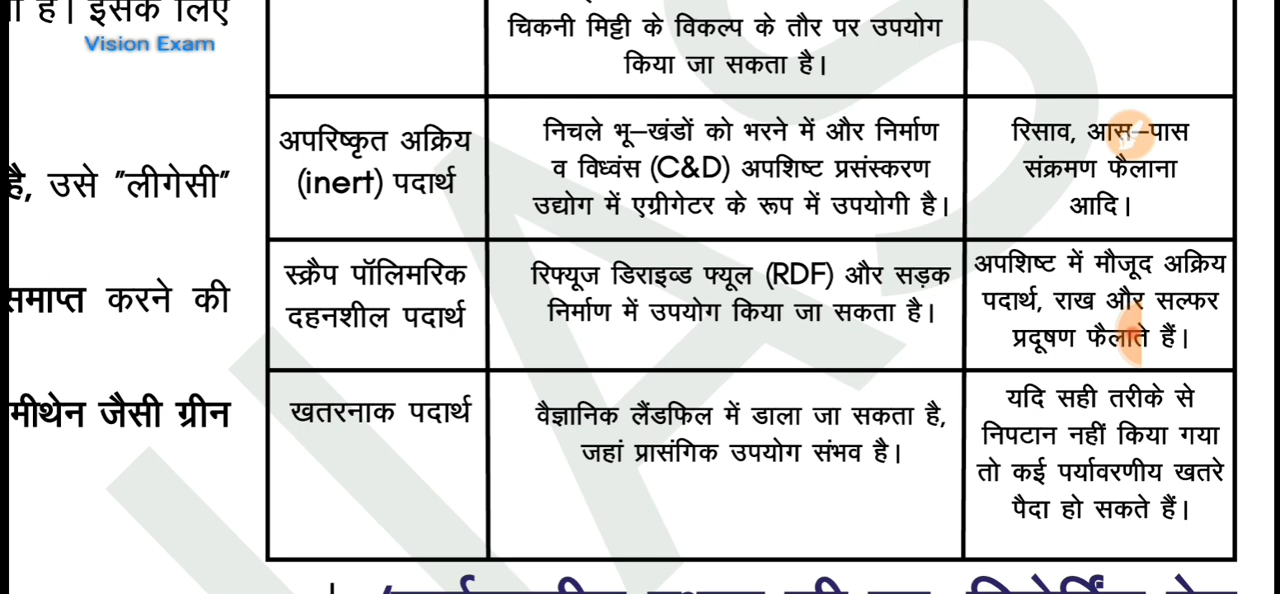 ा है। इसके लिए
Vision Exam
है, उसे "लीगेसी"
समाप्त करने की
मीथेन जैसी ग्रीन
चिकनी मिट्टी के विकल्प के तौर पर उपयोग
किया जा सकता है।
अपरिष्कृत अक्रिय
(inert) पदार्थ
निचले भू–खंडों को भरने में और निर्माण
व विध्वंस (C&D) अपशिष्ट प्रसंस्करण
उद्योग में एग्रीगेटर के रूप में उपयोगी है।
रिसाव, आस–पास
संक्रमण फैलाना
आदि।
स्क्रैप पॉलिमरिक
दहनशील पदार्थ
रिफ्यूज डिराइव्ड फ्यूल (RDF) और सड़क
निर्माण में उपयोग किया जा सकता है।
अपशिष्ट में मौजूद अक्रिय
पदार्थ, राख और सल्फर
प्रदूषण फैलाते हैं।
खतरनाक पदार्थ
वैज्ञानिक लैंडफिल में डाला जा सकता है,
जहां प्रासंगिक उपयोग संभव है।
यदि सही तरीके से
निपटान नहीं किया गया
तो कई पर्यावरणीय खतरे
पैदा हो सकते हैं।